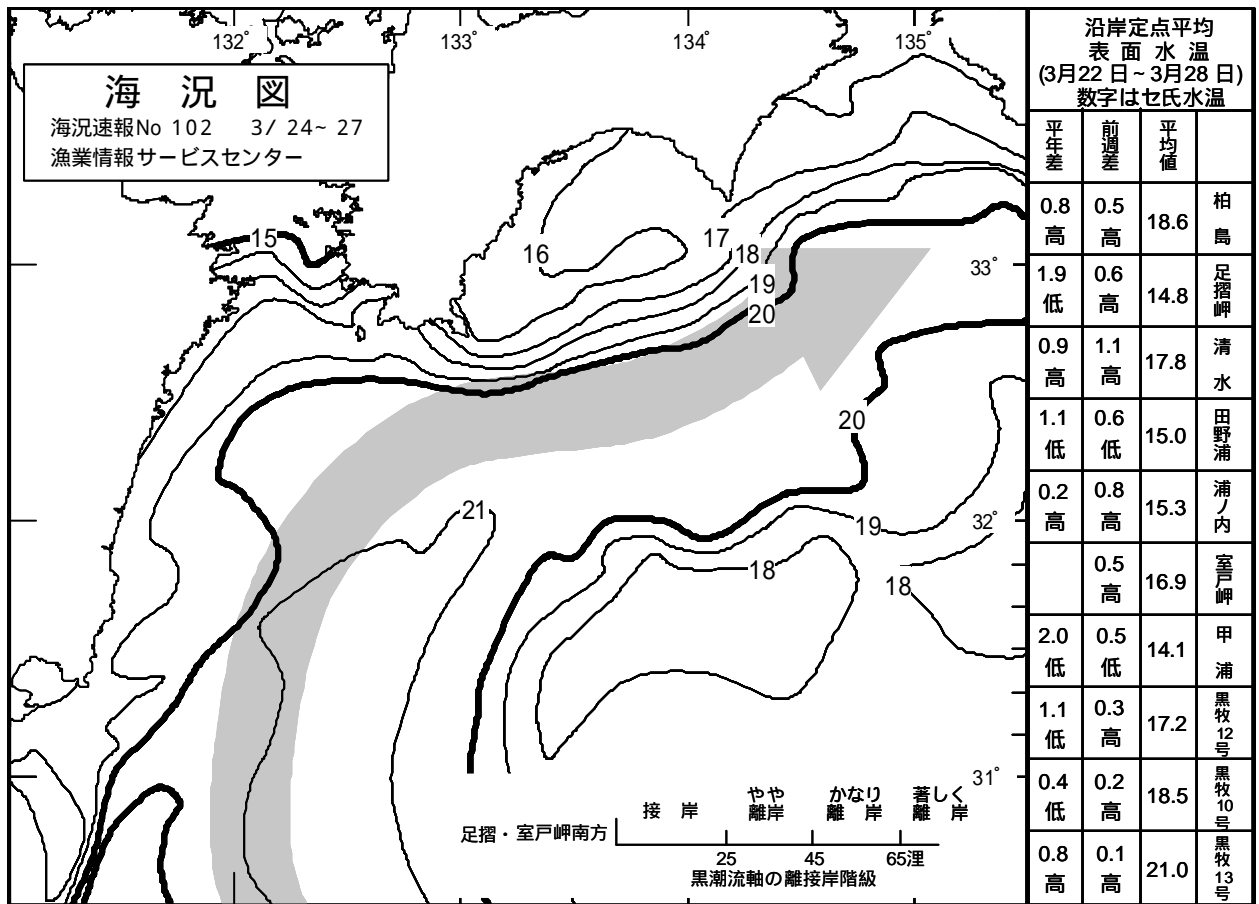 132°
133°
134°
135°
海 況 図
海況速報No 102 3/ 24~ 27
漁業情報サービスセンター
15
16
17
18
19
20
33°
20
21
19
32°
18
18
31°
足摺・室戸岬南方
接 岸
やや
離岸
かなり
離 岸
著しく
離 岸
25
45
65浬
黒潮流軸の離接岸階級
沿岸定点平均
表 面 水 温
(3月22 日~3月28 日)
数字はセ氏水温
平年差 前週差 平均値
0.8高 0.5高 18.6 柏島
1.9低 0.6高 14.8 足摺岬
0.9高 1.1高 17.8 清水
1.1低 0.6低 15.0 田野浦
0.2高 0.8高 15.3 浦ノ内
0.5高 16.9 室戸岬
2.0低 0.5低 14.1 甲浦
1.1低 0.3高 17.2 黒牧12号
0.4低 0.2高 18.5 黒牧10号
0.8高 0.1高 21.0 黒牧13号